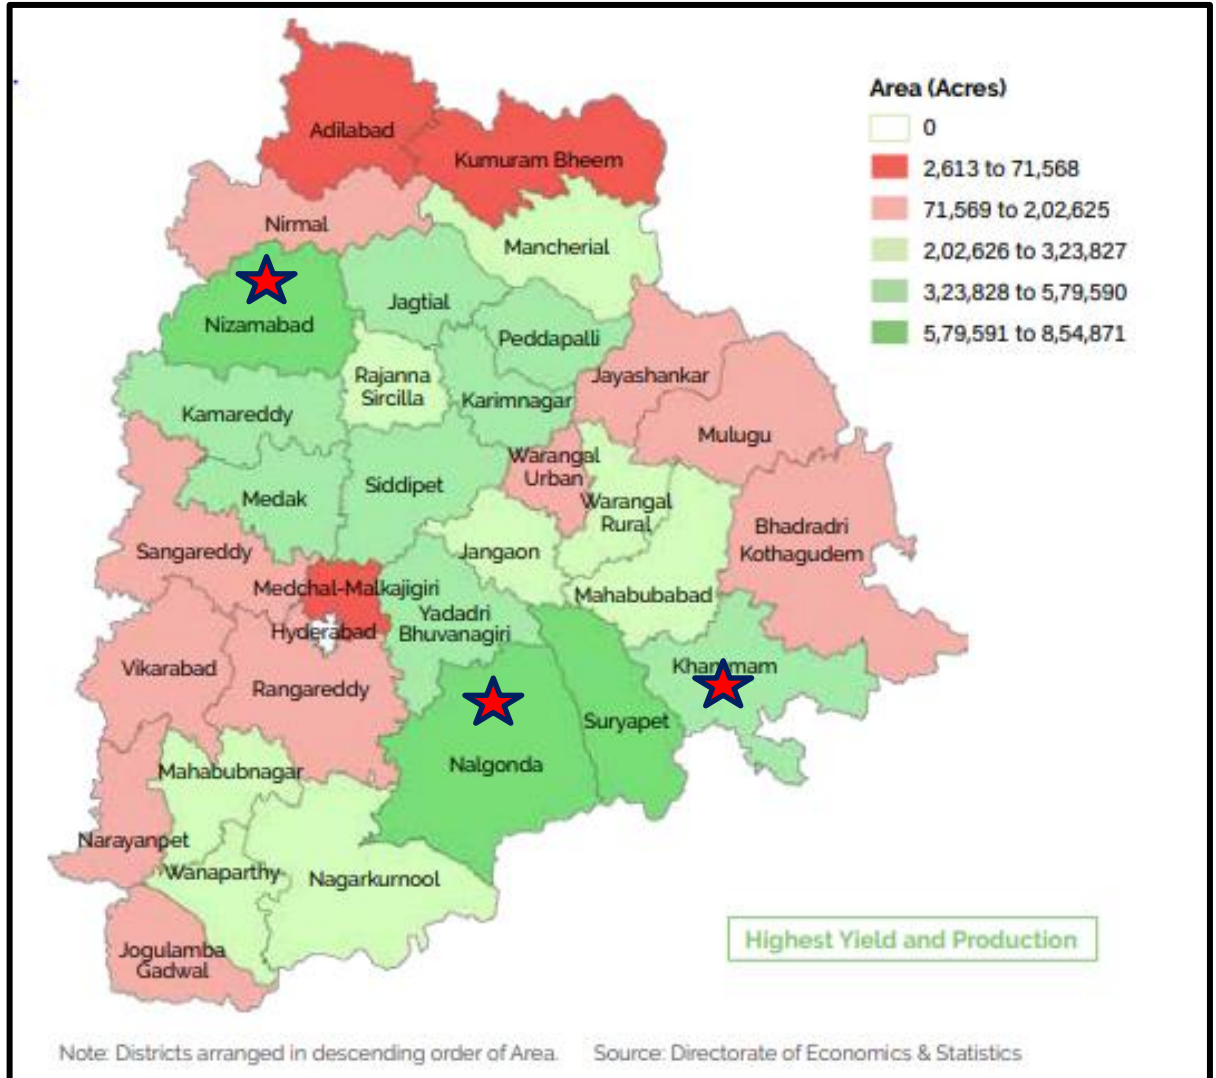 Area (Acres)
0
2,613 to 71,568
71,569 to 2,02,625
2,02,626 to 3,23,827
3,23,828 to 5,79,590
5,79,591 to 8,54,871
Adilabad
Kumuram Bheem
Nirmal
Mancherial
Jagtial
Nizamabad
Peddapalli
Rajanna
Sircilla
Jayashankar
Karimnagar
Kamareddy
Mulugu
Warangal
Urban
Siddipet
Medak
Warangal
Rural
Bhadradri
Kothagudem
Sangareddy
Jangaon
Medchal-Malkajigiri
Mahabubabad
Yadadri
Bhuvanagiri
Hyderabad
Vikarabad
Khammam
Rangareddy
Suryapet
Nalgonda
Mahabubnagar
Narayanpet
Wanaparthy
Nagarkurnool
Jogulamba
Gadwal
Highest Yield and Production
Note: Districts arranged in descending order of Area.
Source: Directorate of Economics & Statistics